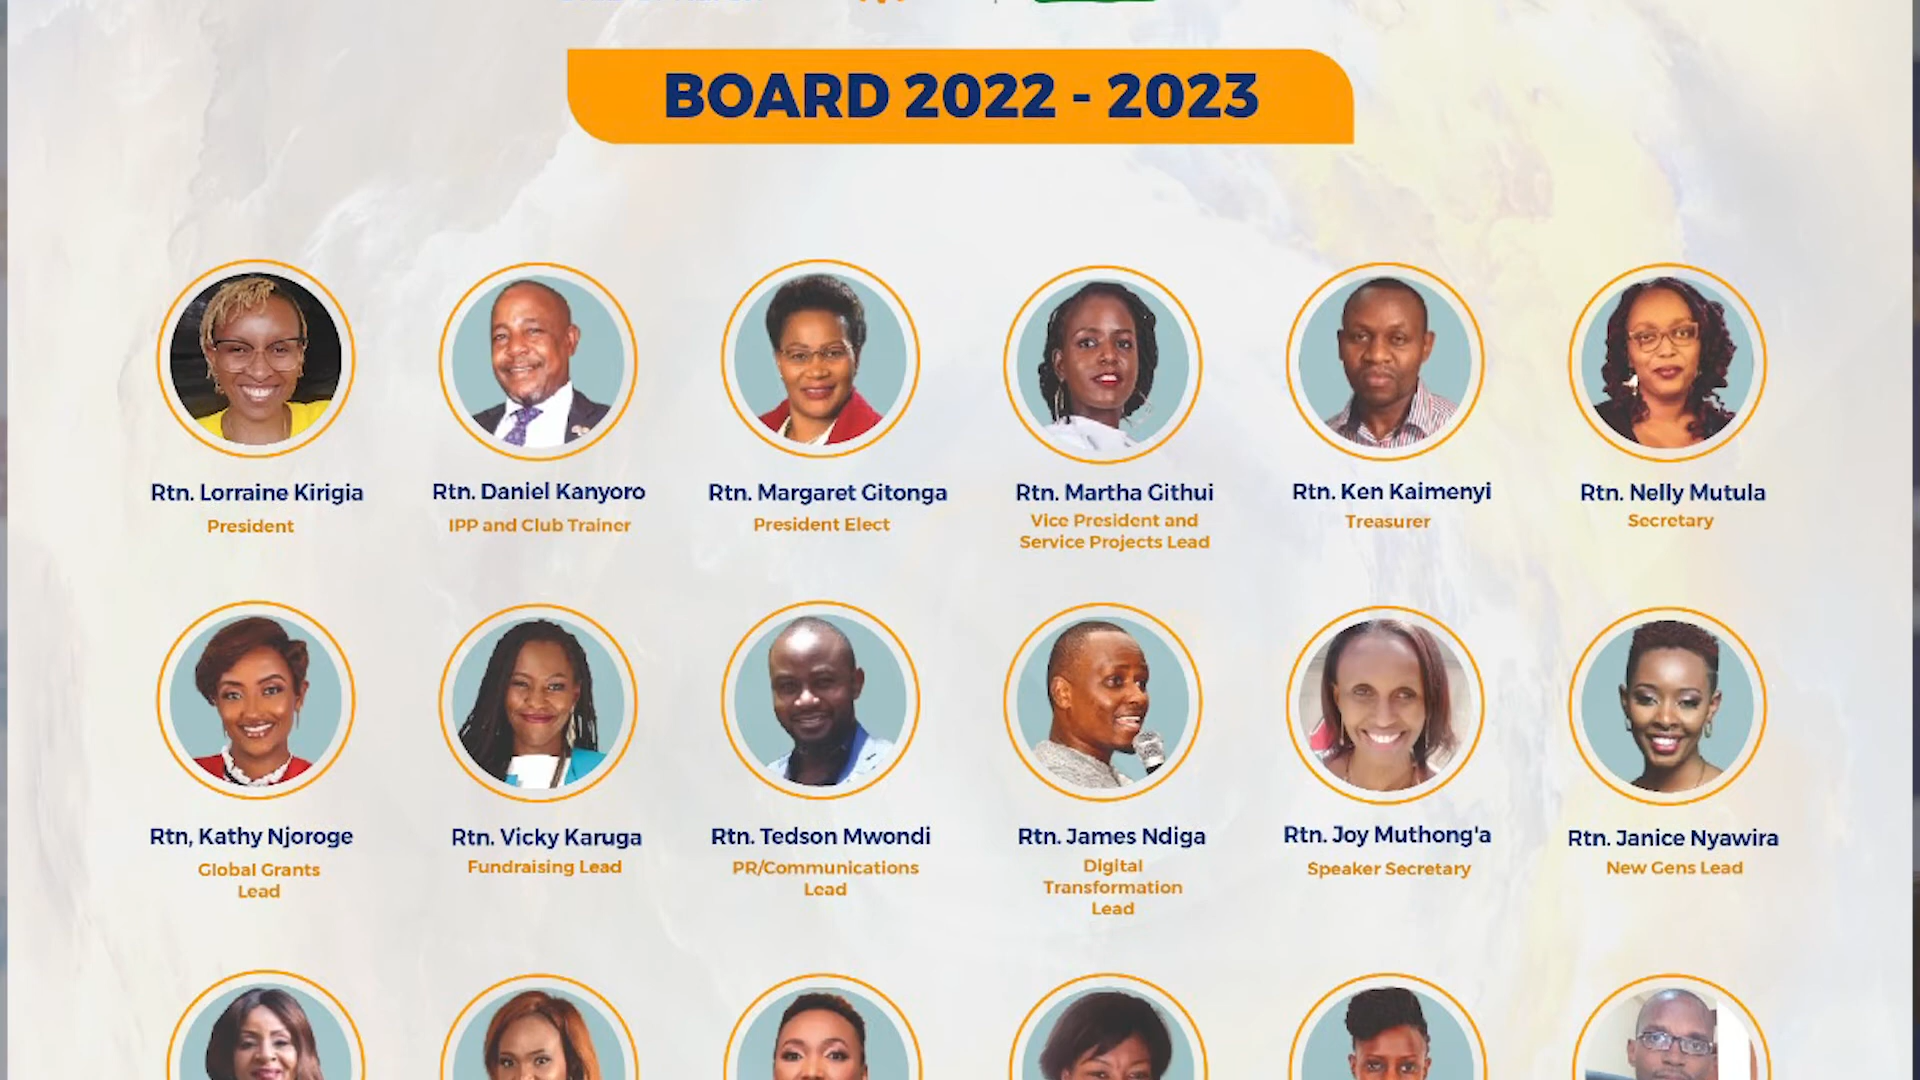 BOARD 2022 - 2023
Rtn. Lorraine Kirigia
President
Rtn. Daniel Kanyoro
IPP and Club Trainer
Rtn. Margaret Gitonga
President Elect
Rtn. Martha Githui
Vice President and
Service Projects Lead
Rtn. Ken Kaimenyi
Treasurer
Rtn. Nelly Mutula
Secretary
Rtn, Kathy Njoroge
Global Grants
Lead
Rtn. Vicky Karuga
Fundraising Lead
Rtn. Tedson Mwondi
PR/Communications
Lead
Rtn. James Ndiga
Digital
Transformation
Lead
Rtn. Joy Muthong'a
Speaker Secretary
Rtn. Janice Nyawira
New Gens Lead